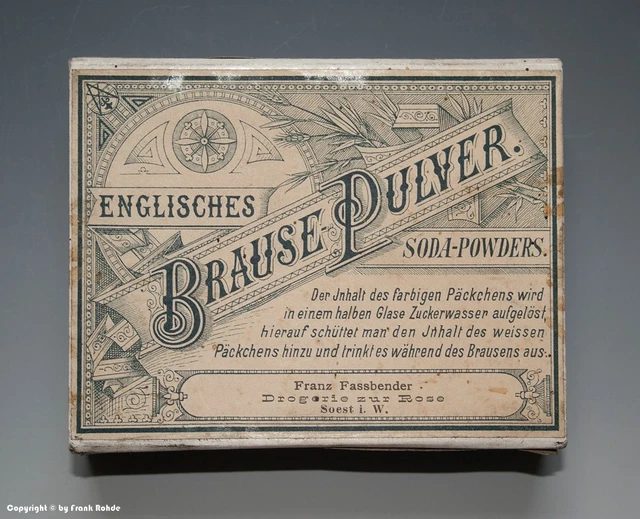 ENGLISCHES
BRAUSE-PULVER.
SODA-POWDERS.
Der Jnhalt des farbigen Päckchens wird
in einem halben Glase Zuckerwasser aufgelöst,
hierauf schüttet man den Jnhalt des weissen
Päckchens hinzu und trinkt es während des Brausens aus.
Franz Fassbender
Drogerie zur Rose
Soest i. W.
Copyright © by Frank Rohde